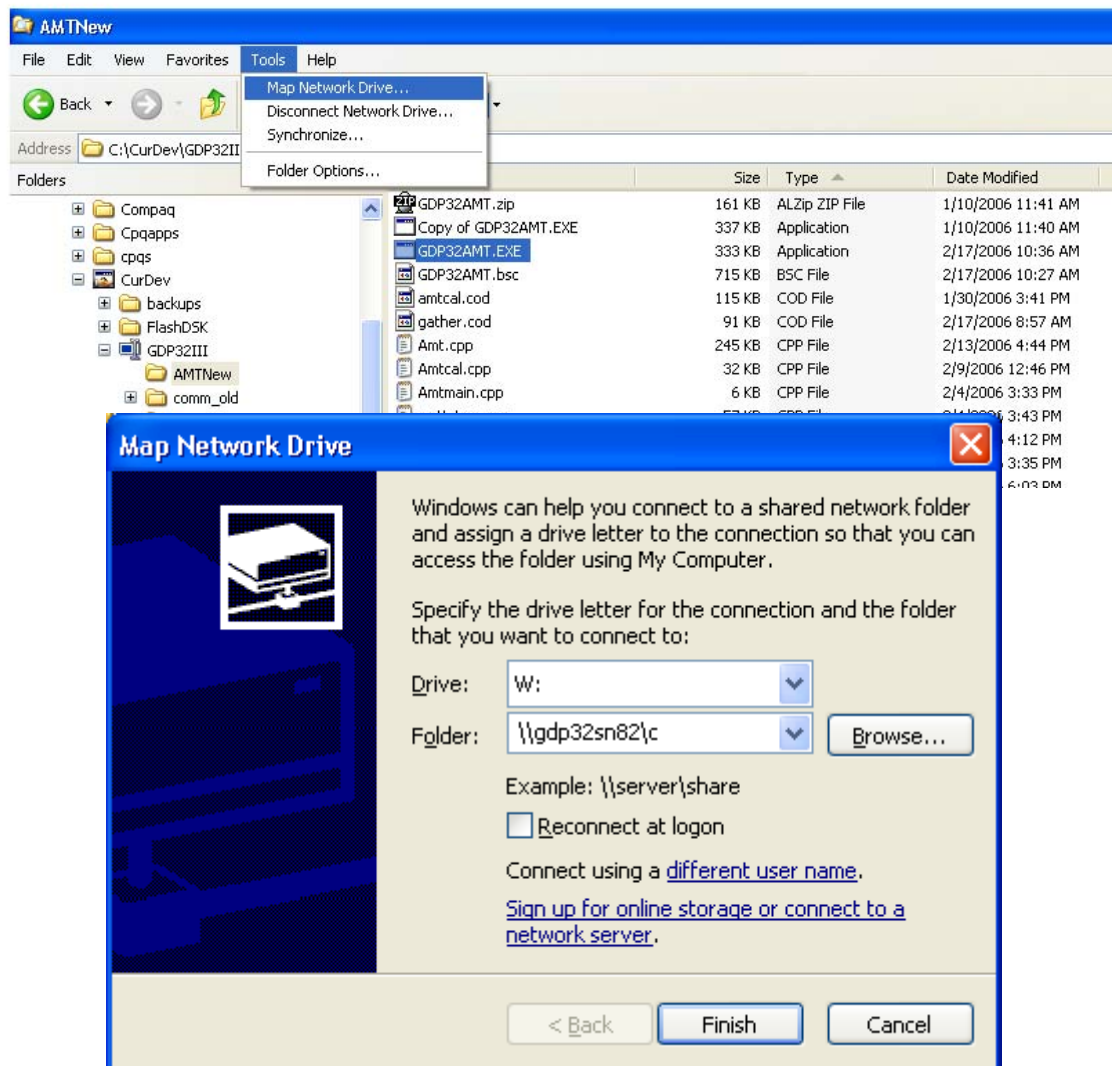 AMTNew
File Edit View Favorites Tools Help
Back
Map Network Drive...
Disconnect Network Drive...
Synchronize...
Folder Options...
Address C:\CurDev\GDP32II
Folders Size Type Date Modified
Compaq GDP32AMT.zip 161 KB ALZip ZIP File 1/10/2006 11:41 AM
Cpqapps Copy of GDP32AMT.EXE 337 KB Application 1/10/2006 11:40 AM
cpqs GDP32AMT.EXE 333 KB Application 2/17/2006 10:36 AM
CurDev GDP32AMT.bsc 715 KB BSC File 2/17/2006 10:27 AM
backups amtcal.cod 115 KB COD File 1/30/2006 3:41 PM
FlashDSK gather.cod 91 KB COD File 2/17/2006 8:57 AM
GDP32III Amt.cpp 245 KB CPP File 2/13/2006 4:44 PM
AMTNew Amtcal.cpp 32 KB CPP File 2/9/2006 12:46 PM
comm_old Amtmain.cpp 6 KB CPP File 2/4/2006 3:33 PM
3:43 PM
4:12 PM
3:35 PM
6:03 PM
Map Network Drive
Windows can help you connect to a shared network folder
and assign a drive letter to the connection so that you can
access the folder using My Computer.
Specify the drive letter for the connection and the folder
that you want to connect to:
Drive: W:
Folder: \\gdp32sn82\c Browse...
Example: \\server\share
Reconnect at logon
Connect using a different user name.
Sign up for online storage or connect to a
network server.
< Back Finish Cancel